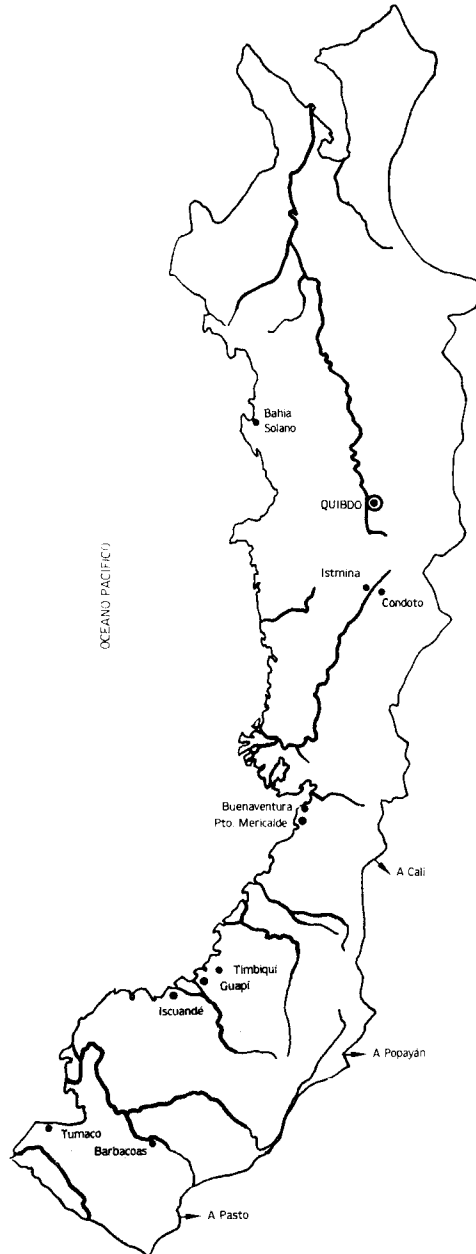 Bahia
Solano
QUIBDO
OCEANO PACIFICO
Istmina
Condoto
Buenaventura
Pto. Mericalde
A Cali
Timbiquí
Guapí
Iscuandé
A Popayán
Tumaco
Barbacoas
A Pasto